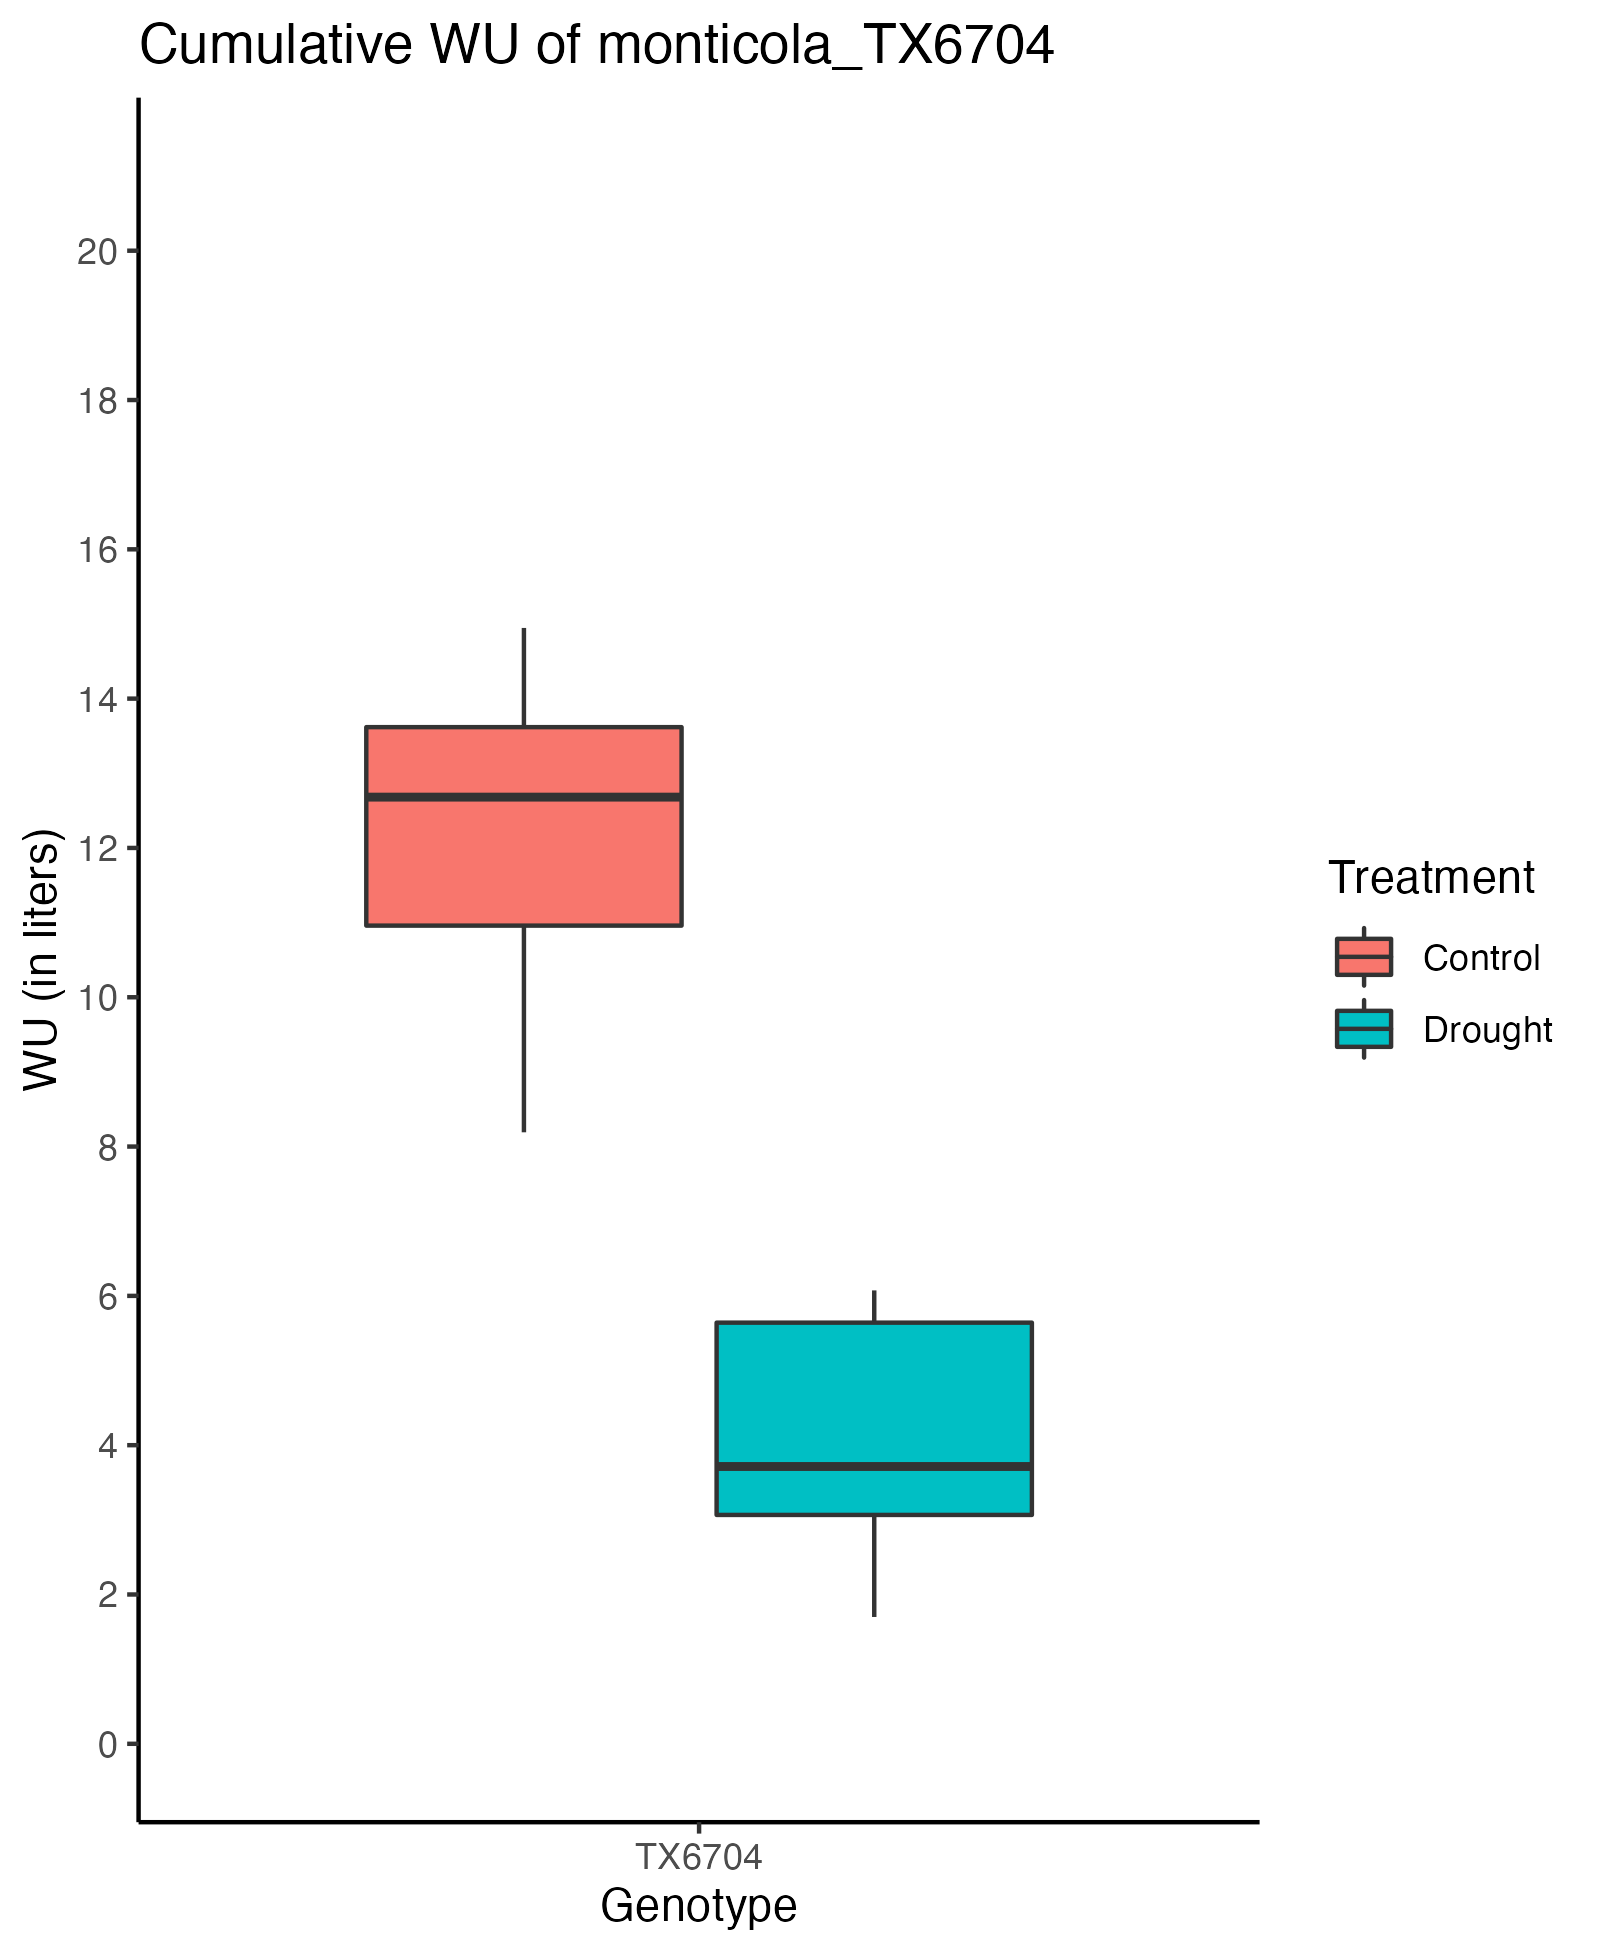 Cumulative WU of monticola_TX6704
WU (in liters)
20
18
16
14
12
10
8
6
4
2
0
TX6704
Genotype
Treatment
Control
Drought